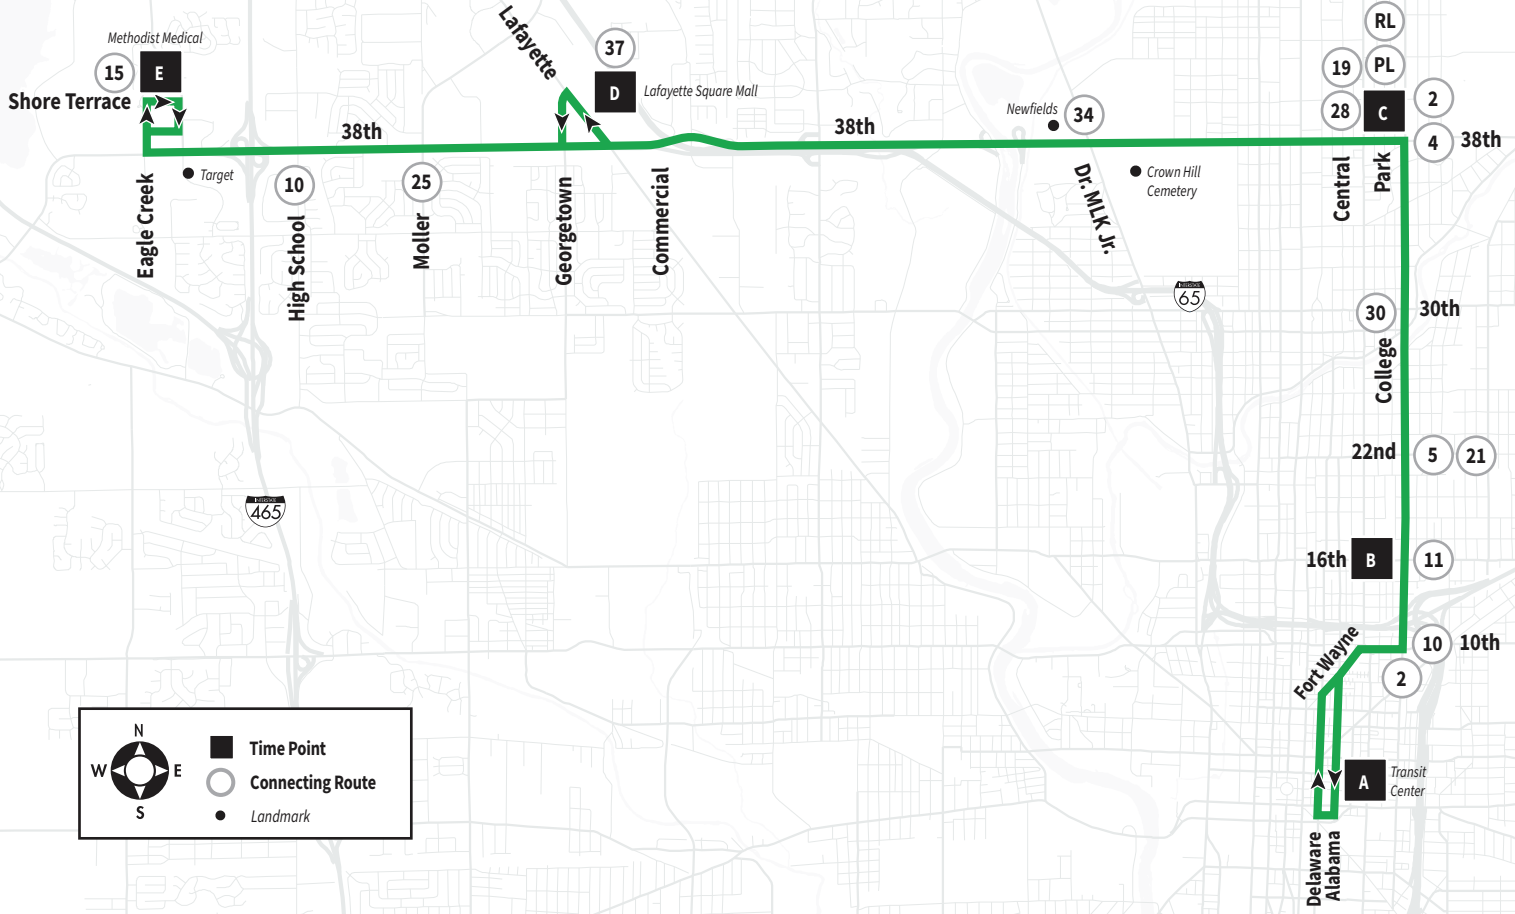 Methodist Medical
15
E
Shore Terrace
38th
Target
Eagle Creek
10
High School
25
Moller
Lafayette
37
D
Lafayette Square Mall
Georgetown
Commercial
38th
Newfields
34
Dr. MLK Jr.
Crown Hill
Cemetery
INTERSTATE
65
RL
19
PL
28
C
2
4
38th
Central
Park
30
30th
College
22nd
5
21
16th
B
11
Fort Wayne
10
10th
2
A
Transit
Center
Delaware
Alabama
INTERSTATE
465
N
W
E
S
Time Point
Connecting Route
Landmark